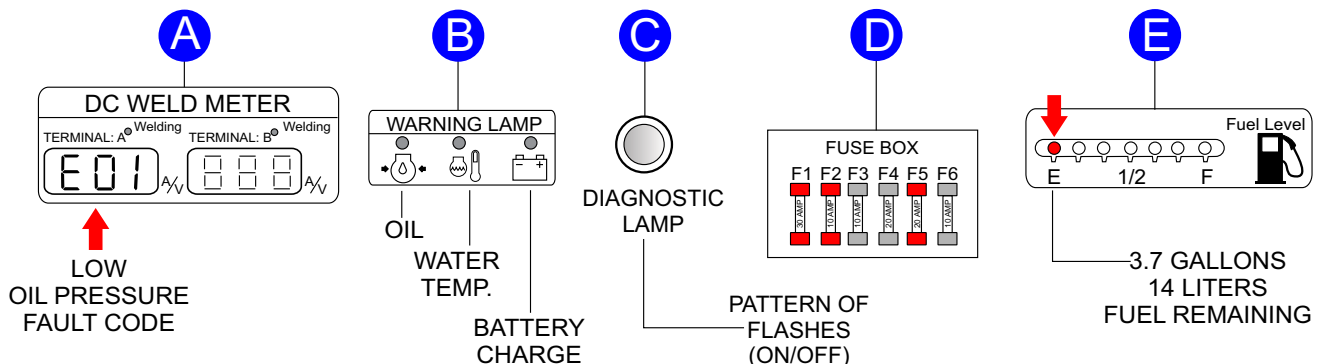 A
B
C
D
E
DC WELD METER
TERMINAL: A Welding TERMINAL: B Welding
E01 A/V A/V
LOW
OIL PRESSURE
FAULT CODE
WARNING LAMP
OIL
WATER
TEMP.
BATTERY
CHARGE
DIAGNOSTIC
LAMP
PATTERN OF
FLASHES
(ON/OFF)
FUSE BOX
F1 F2 F3 F4 F5 F6
30 AMP 10 AMP 10 AMP 20 AMP 20 AMP 10 AMP
Fuel Level
E 1/2 F
3.7 GALLONS
14 LITERS
FUEL REMAINING